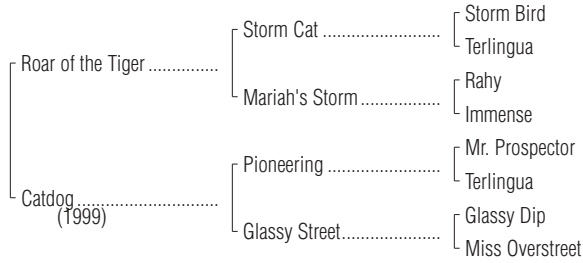 Storm Bird
Storm Cat ........................
Terlingua
Roar of the Tiger ..............
Rahy
Mariah's Storm ................
Immense
Mr. Prospector
Pioneering .......................
Terlingua
Catdog ............................
(1999)
Glassy Dip
Glassy Street ....................
Miss Overstreet